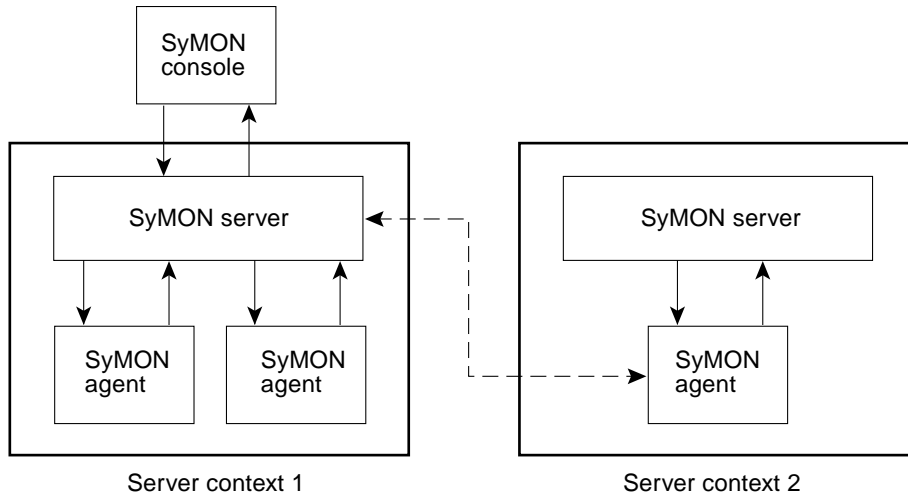 SyMON
console
SyMON server
SyMON server
SyMON
agent
SyMON
agent
SyMON
agent
Server context 1
Server context 2